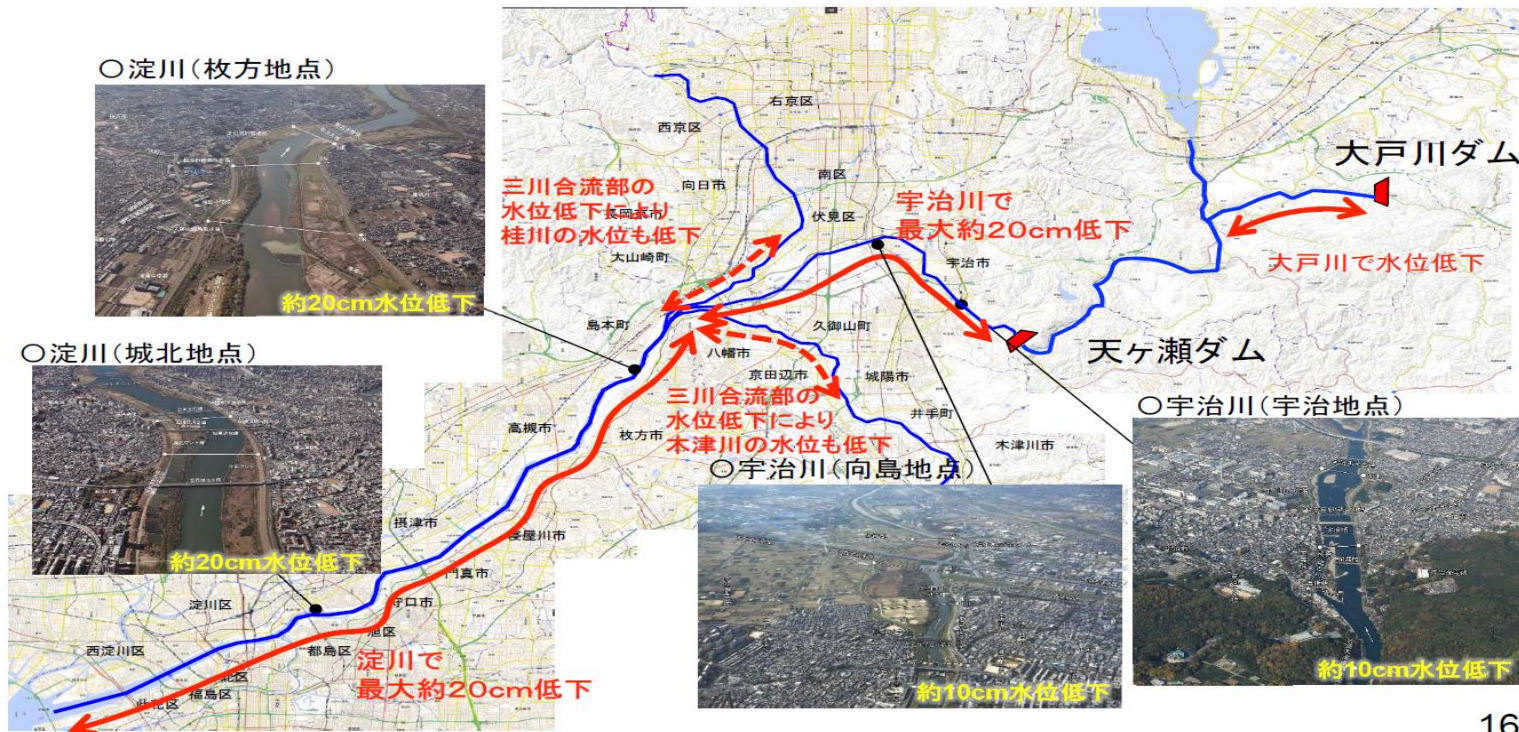 ○淀川(枚方地点)
約20cm水位低下
○淀川(城北地点)
約20cm水位低下
右京区
西京区
南区
向日市
伏見区
長岡京市
大山崎町
三川合流部の
水位低下により
桂川の水位も低下
宇治川で
最大約20cm低下
宇治市
大戸川ダム
大戸川で水位低下
天ヶ瀬ダム
島本町
久御山町
八幡市
京田辺市
城陽市
井手町
木津川市
三川合流部の
水位低下により
木津川の水位も低下
高槻市
枚方市
○宇治川(向島地点)
約10cm水位低下
○宇治川(宇治地点)
約10cm水位低下
摂津市
寝屋川市
門真市
守口市
淀川区
旭区
西淀川区
都島区
北区
福島区
此花区
淀川で
最大約20cm低下
16